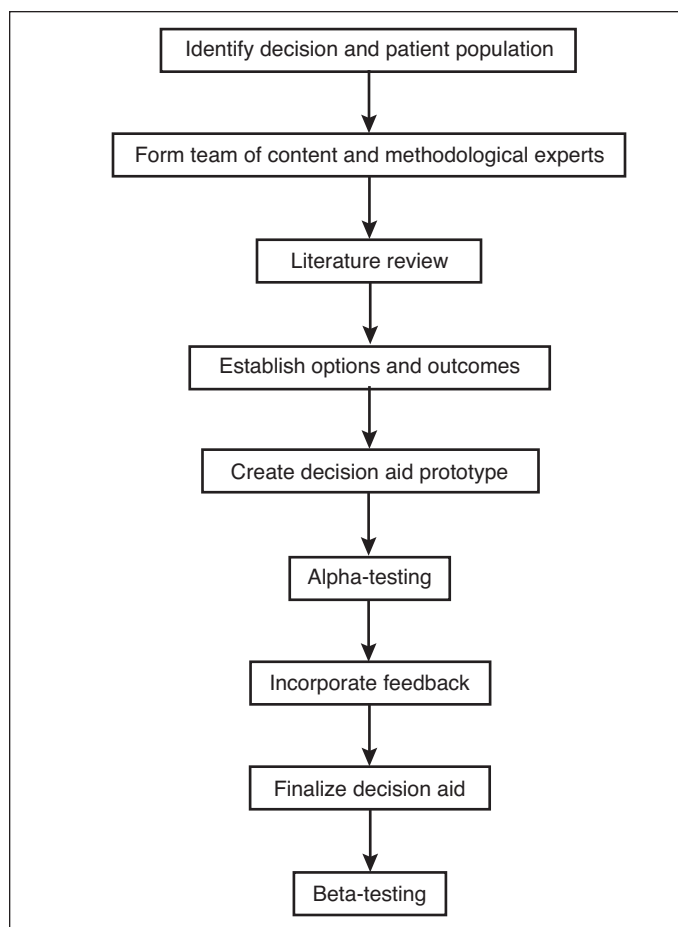 Identify decision and patient population
Form team of content and methodological experts
Literature review
Establish options and outcomes
Create decision aid prototype
Alpha-testing
Incorporate feedback
Finalize decision aid
Beta-testing